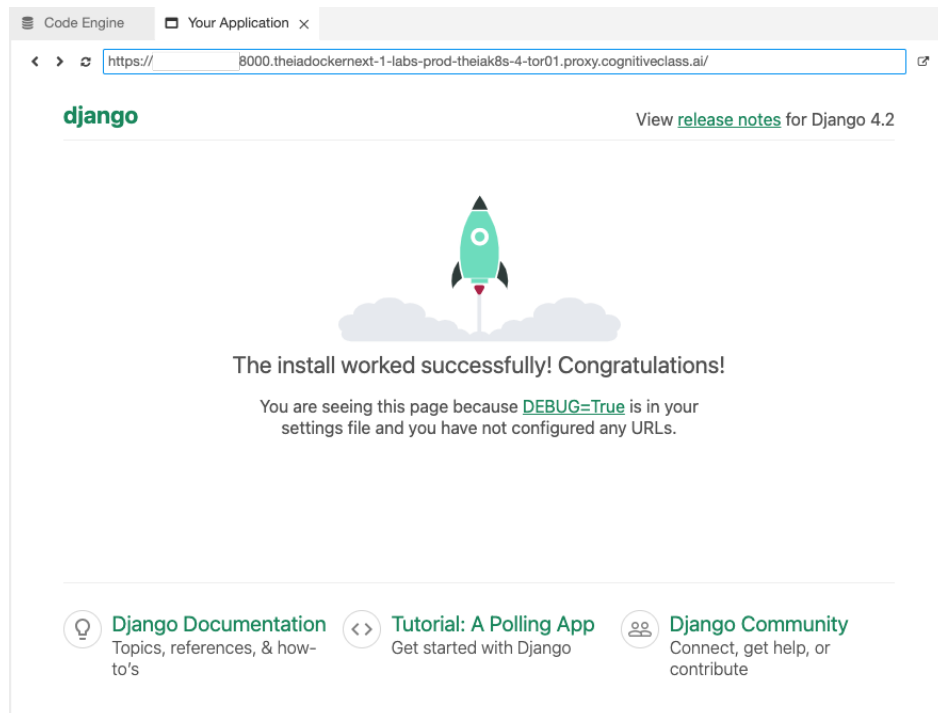 Code Engine
Your Application
https://
8000.theiadockernext-1-labs-prod-theiak8s-4-tor01.proxy.cognitiveclass.ai/
django
View release notes for Django 4.2
The install worked successfully! Congratulations!
You are seeing this page because DEBUG=True is in your
settings file and you have not configured any URLs.
Django Documentation
Topics, references, & how-
to's
Tutorial: A Polling App
Get started with Django
Django Community
Connect, get help, or
contribute